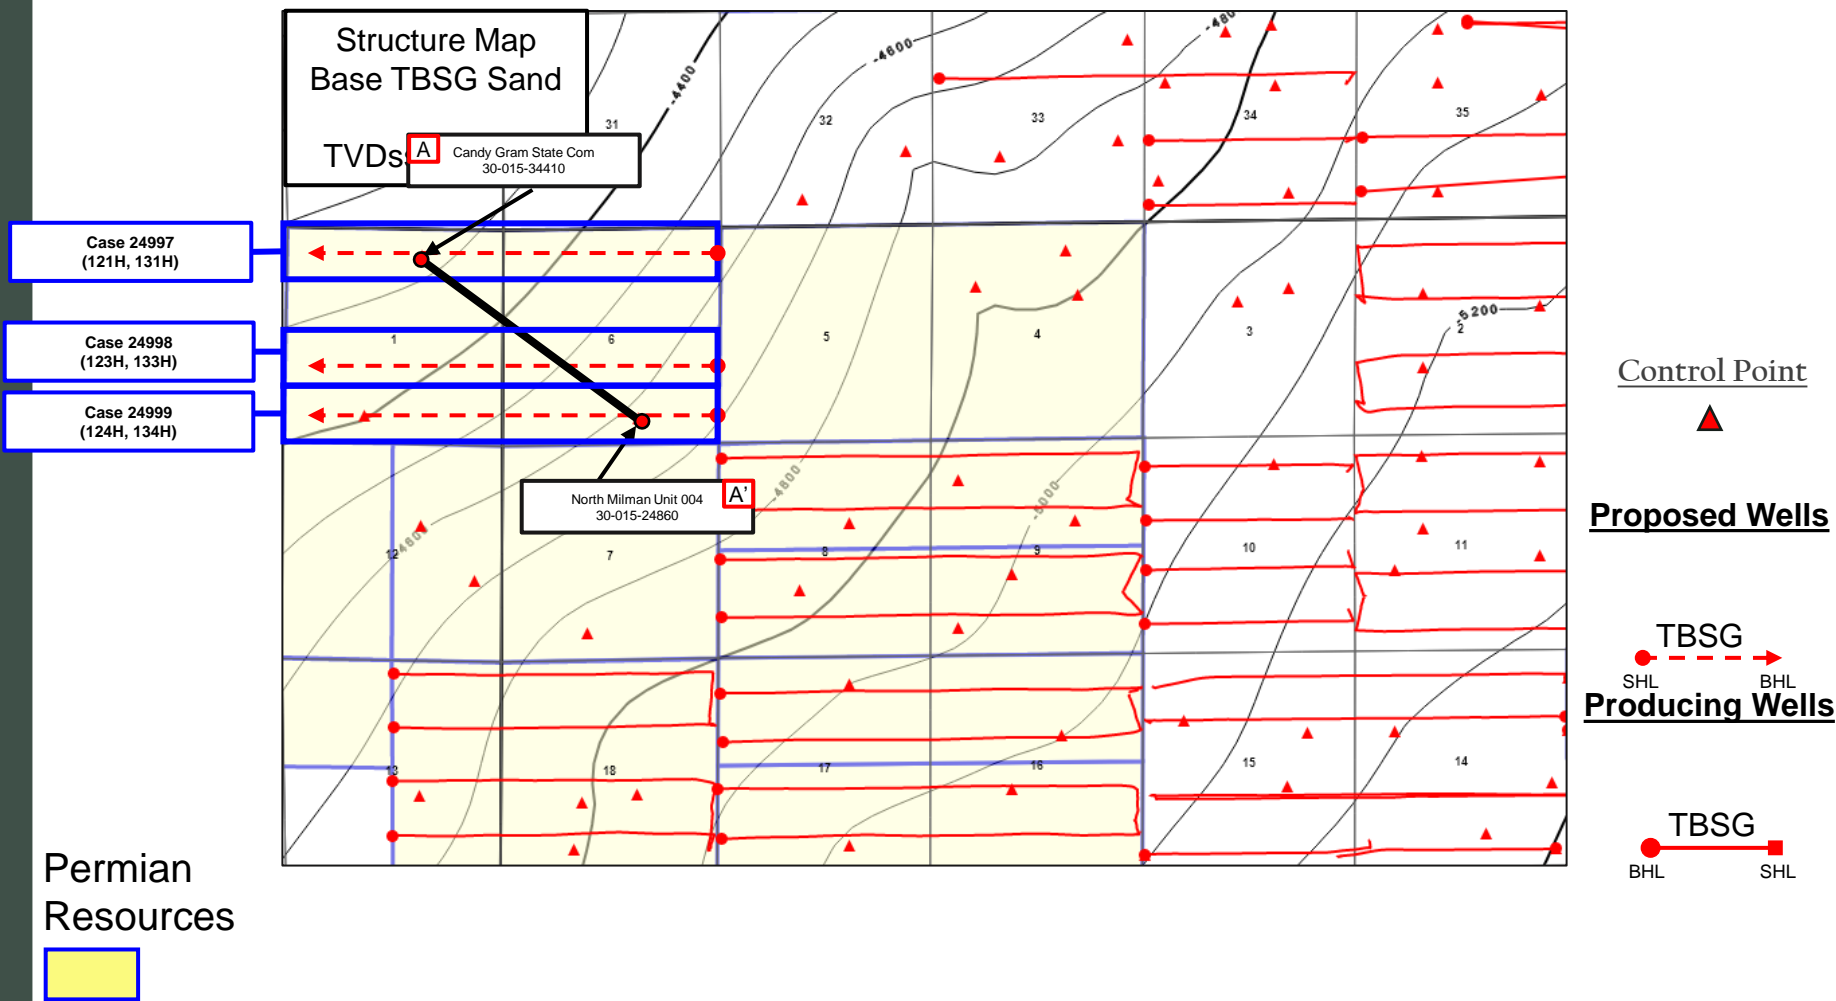 Structure Map
Base TBSG Sand
TVDss
A
Candy Gram State Com
30-015-34410
-4400
-4600
-480
31
32
33
34
35
Case 24997
(121H, 131H)
Case 24998
(123H, 133H)
Case 24999
(124H, 134H)
1
6
5
4
3
2
-5200
North Milman Unit 004
30-015-24860
A'
-4800
-5000
12
-4600
7
8
9
10
11
13
18
17
16
15
14
Control Point
Proposed Wells
TBSG
SHL
BHL
Producing Wells
TBSG
BHL
SHL
Permian
Resources